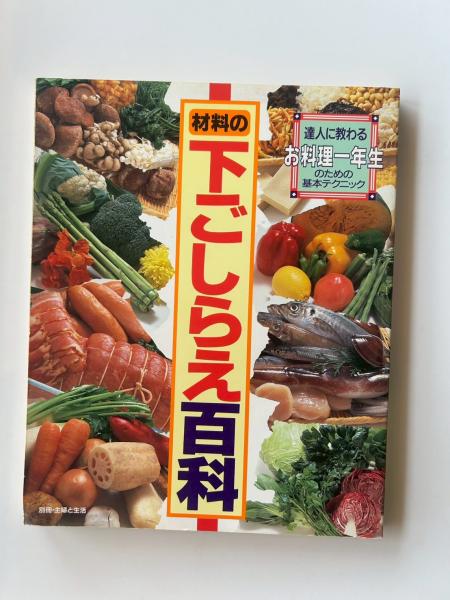 材料の
下ごしらえ百科
達人に教わる
お料理一年生
のための
基本テクニック
別冊・主婦と生活